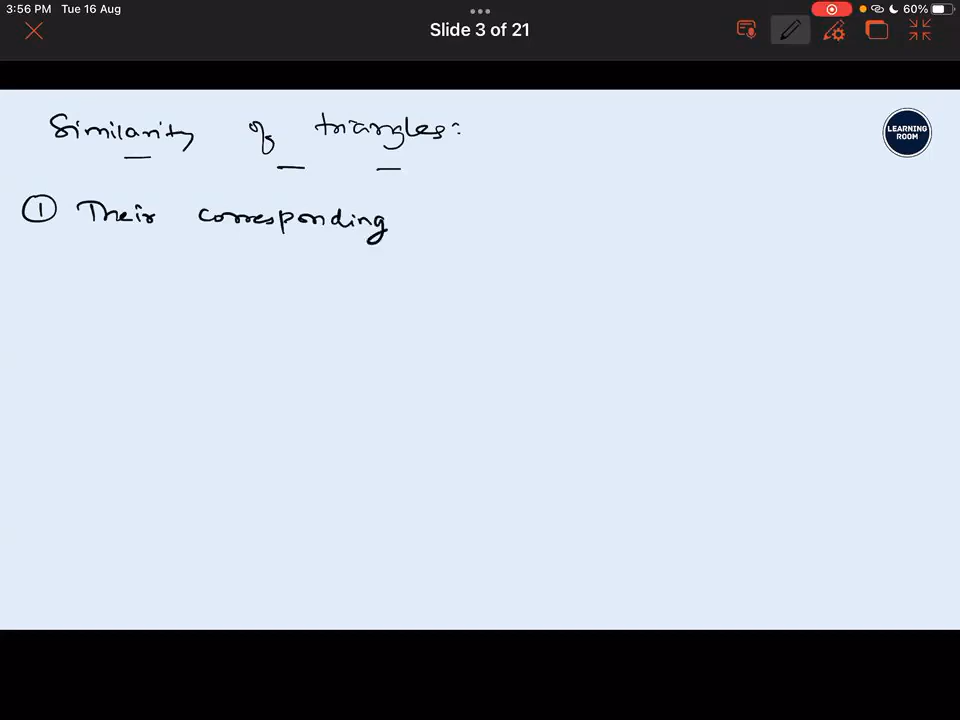 3:56 PM Tue 16 Aug
60%
Slide 3 of 21
Similarity of triangles:
LEARNING
ROOM
1 Their corresponding